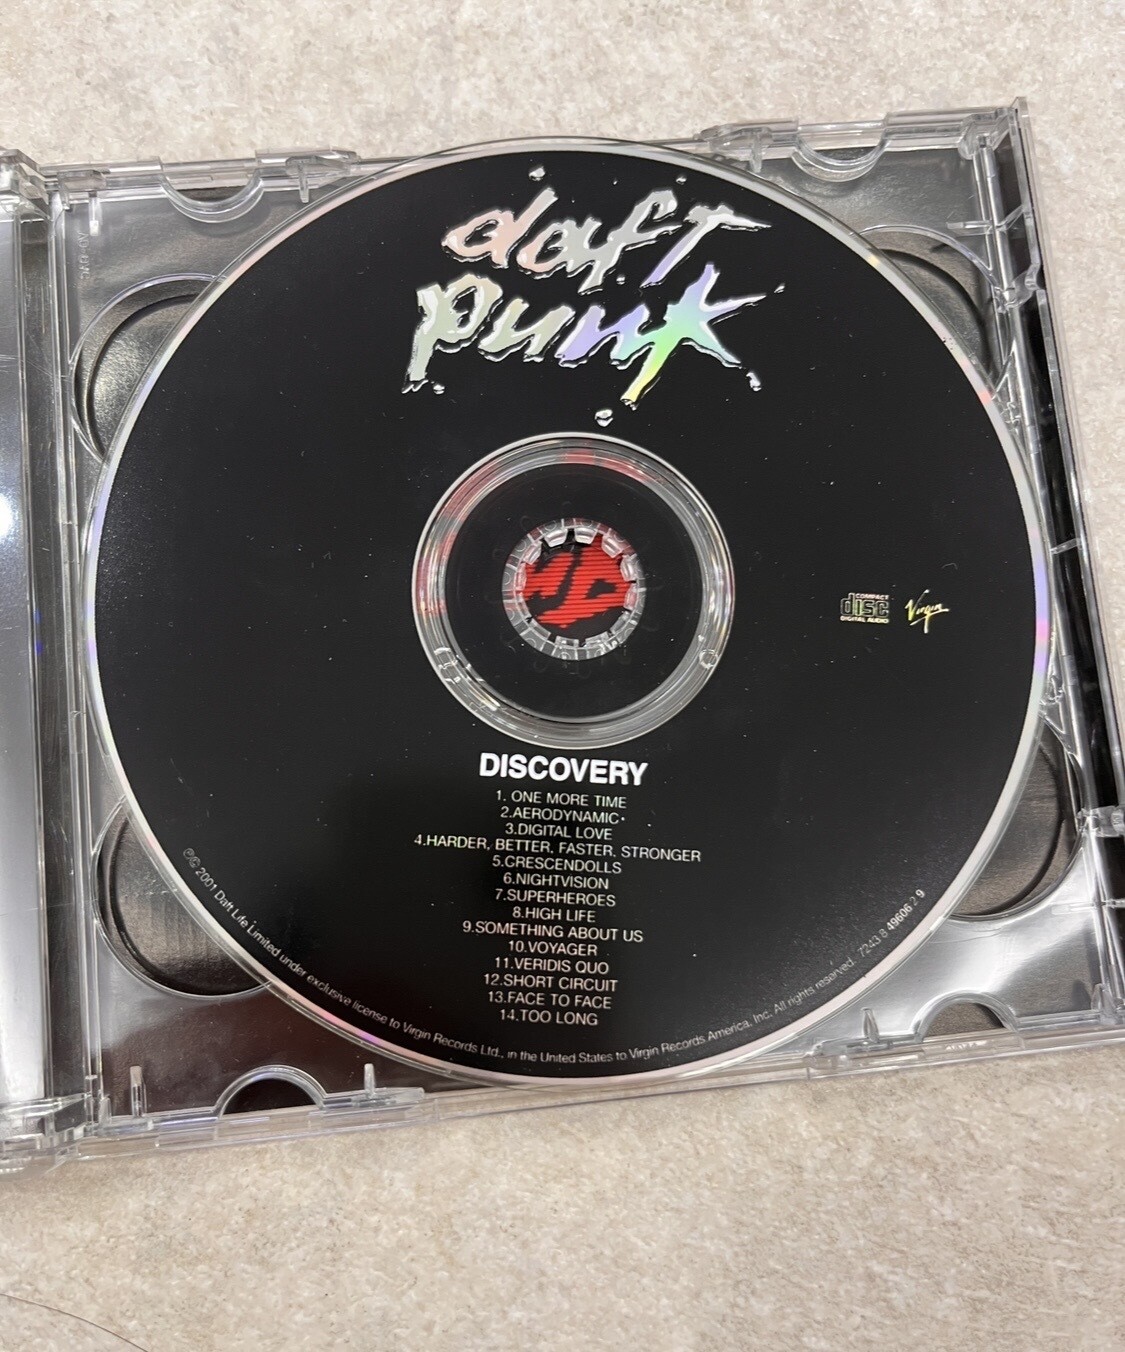 daft
punk
COMPACT
disc
DIGITAL AUDIO
Virgin
DISCOVERY
1. ONE MORE TIME
2.AERODYNAMIC
3.DIGITAL LOVE
4.HARDER, BETTER, FASTER, STRONGER
5.CRESCENDOLLS
6.NIGHTVISION
7.SUPERHEROES
8.HIGH LIFE
9.SOMETHING ABOUT US
10.VOYAGER
11.VERIDIS QUO
12.SHORT CIRCUIT
13.FACE TO FACE
14.TOO LONG
℗© 2001 Daft Life Limited under exclusive license to Virgin Records Ltd., in the United States to Virgin Records America, Inc. All rights reserved. 7243 8 49606 2 9